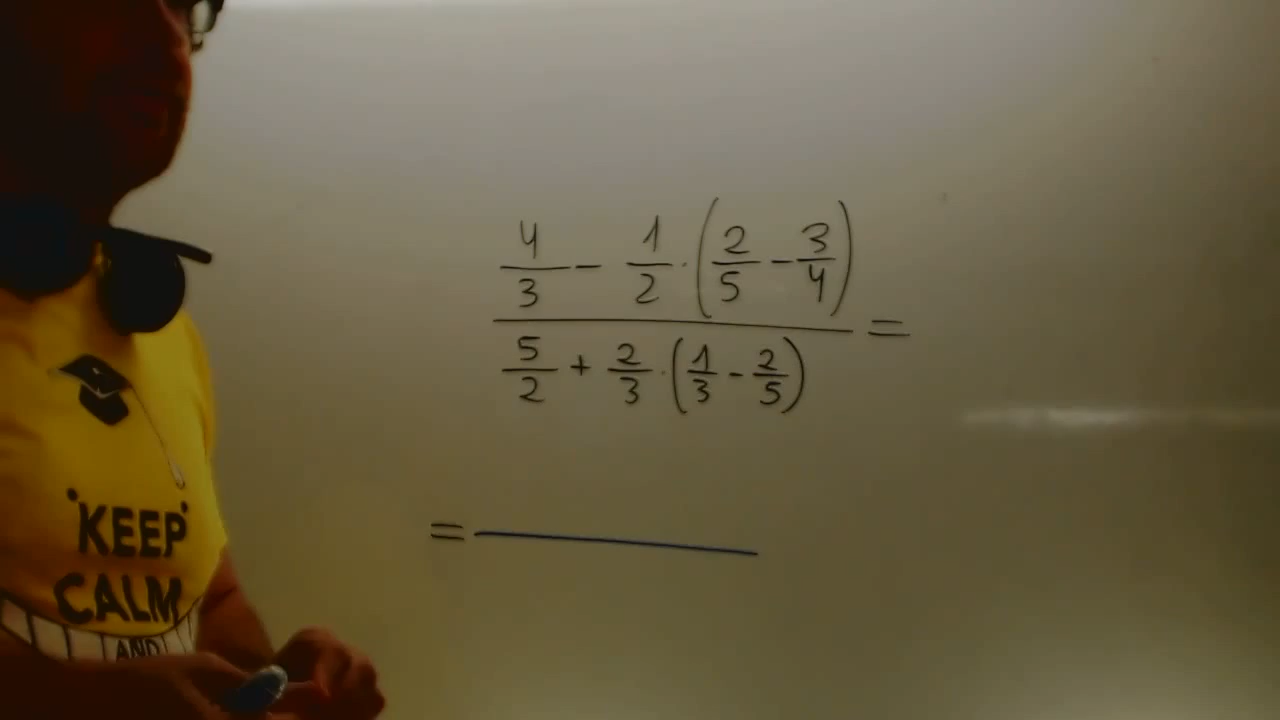 KEEP
CALM
AND
4/3 - 1/2 · (2/5 - 3/4)
5/2 + 2/3 · (1/3 - 2/5)
=
=